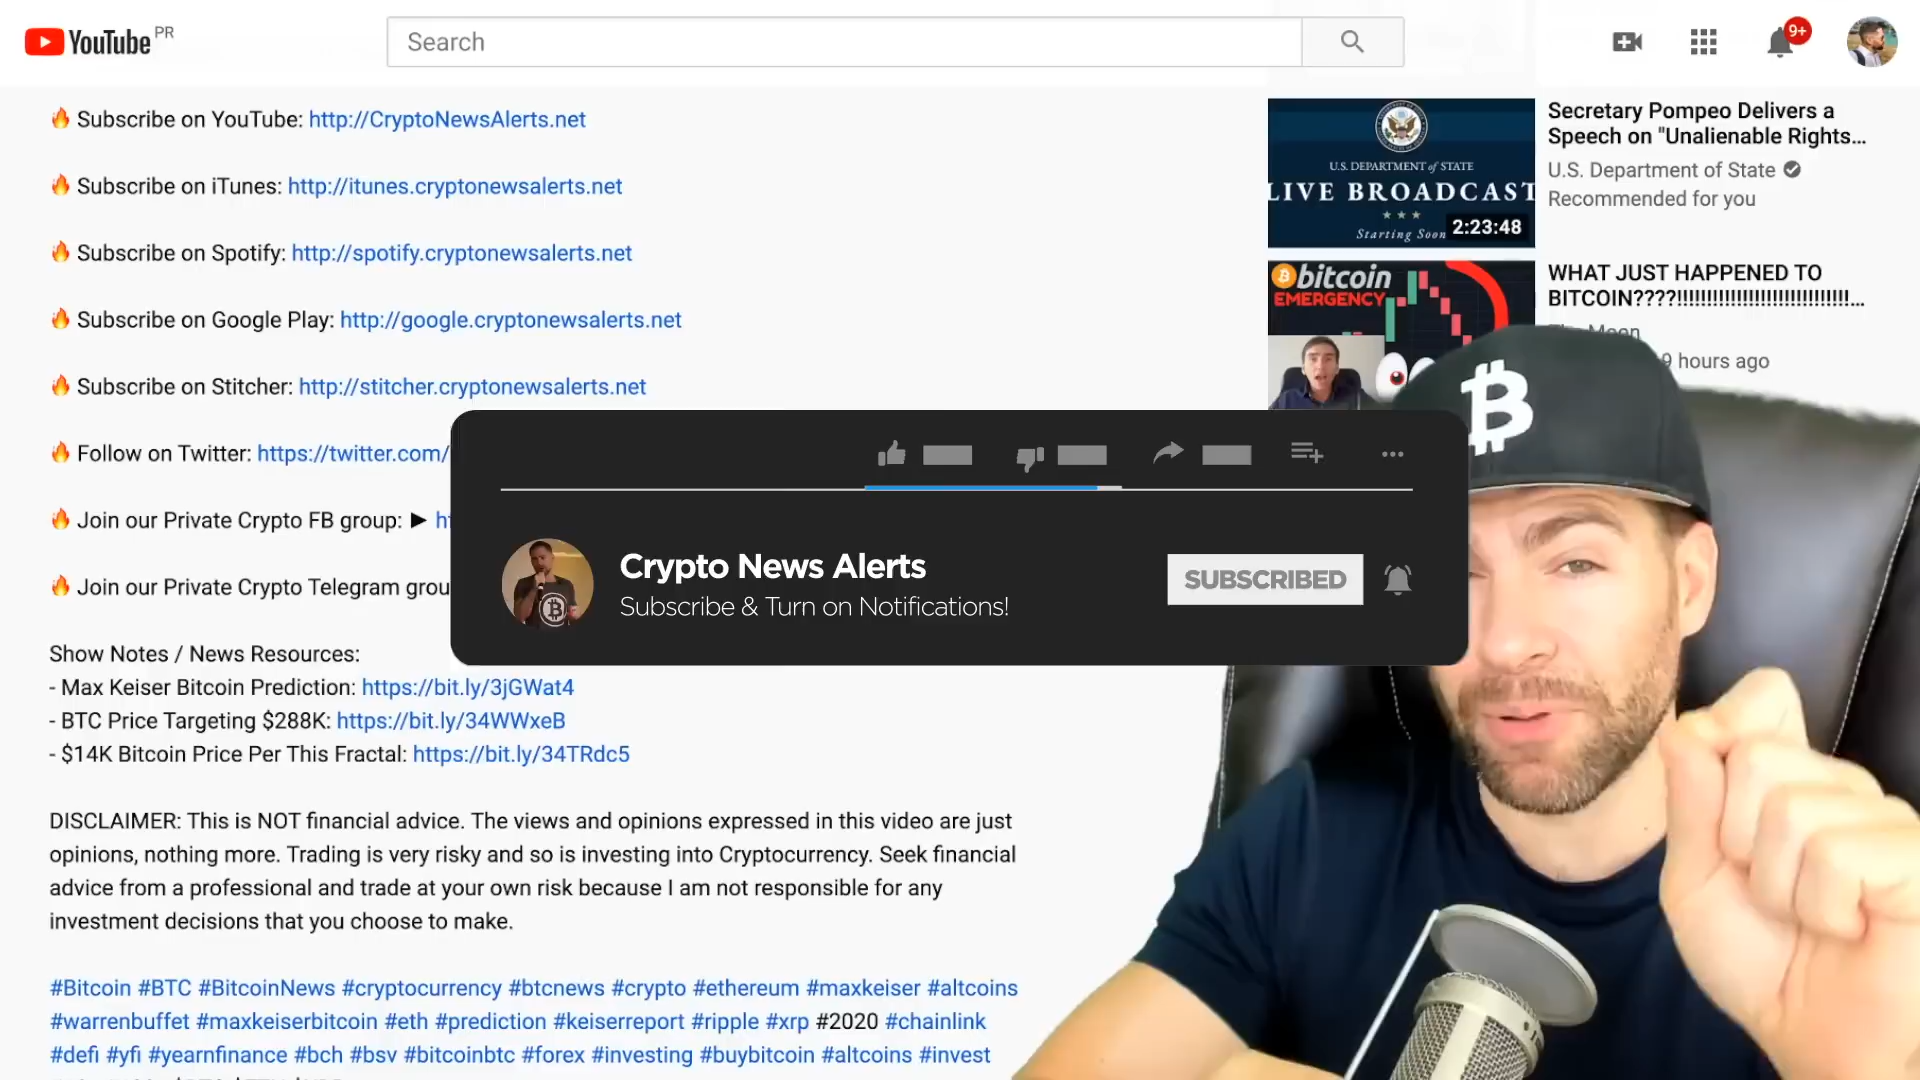 YouTube PR
Search
9+
🔥 Subscribe on YouTube: http://CryptoNewsAlerts.net
🔥 Subscribe on iTunes: http://itunes.cryptonewsalerts.net
🔥 Subscribe on Spotify: http://spotify.cryptonewsalerts.net
🔥 Subscribe on Google Play: http://google.cryptonewsalerts.net
🔥 Subscribe on Stitcher: http://stitcher.cryptonewsalerts.net
🔥 Follow on Twitter: https://twitter.com/
🔥 Join our Private Crypto FB group: ►
🔥 Join our Private Crypto Telegram
Show Notes / News Resources:
- Max Keiser Bitcoin Prediction: https://bit.ly/3jGWat4
- BTC Price Targeting $288K: https://bit.ly/34WWxeB
- $14K Bitcoin Price Per This Fractal: https://bit.ly/34TRdc5
DISCLAIMER: This is NOT financial advice. The views and opinions expressed in this video are just
opinions, nothing more. Trading is very risky and so is investing into Cryptocurrency. Seek financial
advice from a professional and trade at your own risk because I am not responsible for any
investment decisions that you choose to make.
#Bitcoin #BTC #BitcoinNews #cryptocurrency #btcnews #crypto #ethereum #maxkeiser #altcoins
#warrenbuffet #maxkeiserbitcoin #eth #prediction #keiserreport #ripple #xrp #2020 #chainlink
#defi #yfi #yearnfinance #bch #bsv #bitcoinbtc #forex #investing #buybitcoin #altcoins #invest
U.S. DEPARTMENT of STATE
LIVE BROADCAST
Starting Soon
2:23:48
Secretary Pompeo Delivers a
Speech on "Unalienable Rights...
U.S. Department of State
Recommended for you
bitcoin
EMERGENCY
WHAT JUST HAPPENED TO
BITCOIN????!!!!!!!!!!!!!!!!!!!!!!!!!!!!!...
9 hours ago
Crypto News Alerts
Subscribe & Turn on Notifications!
SUBSCRIBED